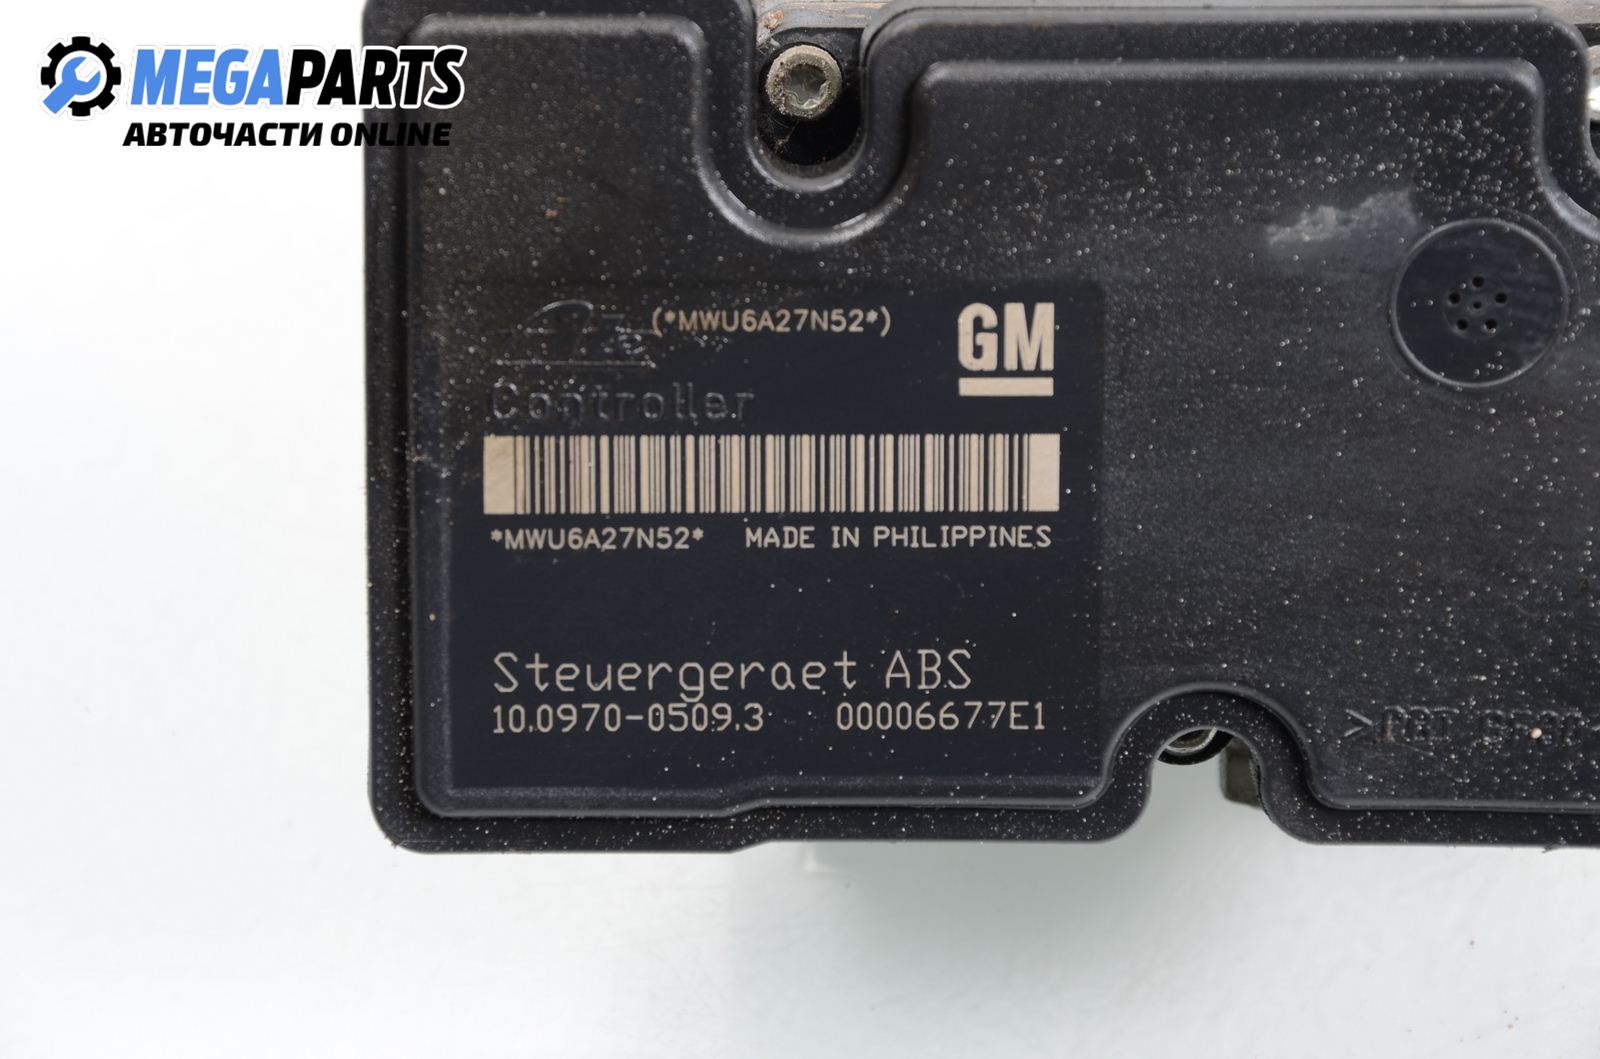 MEGAPARTS
АВТОЧАСТИ ONLINE
(*MWU6A27N52*)
GM
Controller
*MWU6A27N52* MADE IN PHILIPPINES
Steuergeraet ABS
10.0970-0509.3 00006677E1